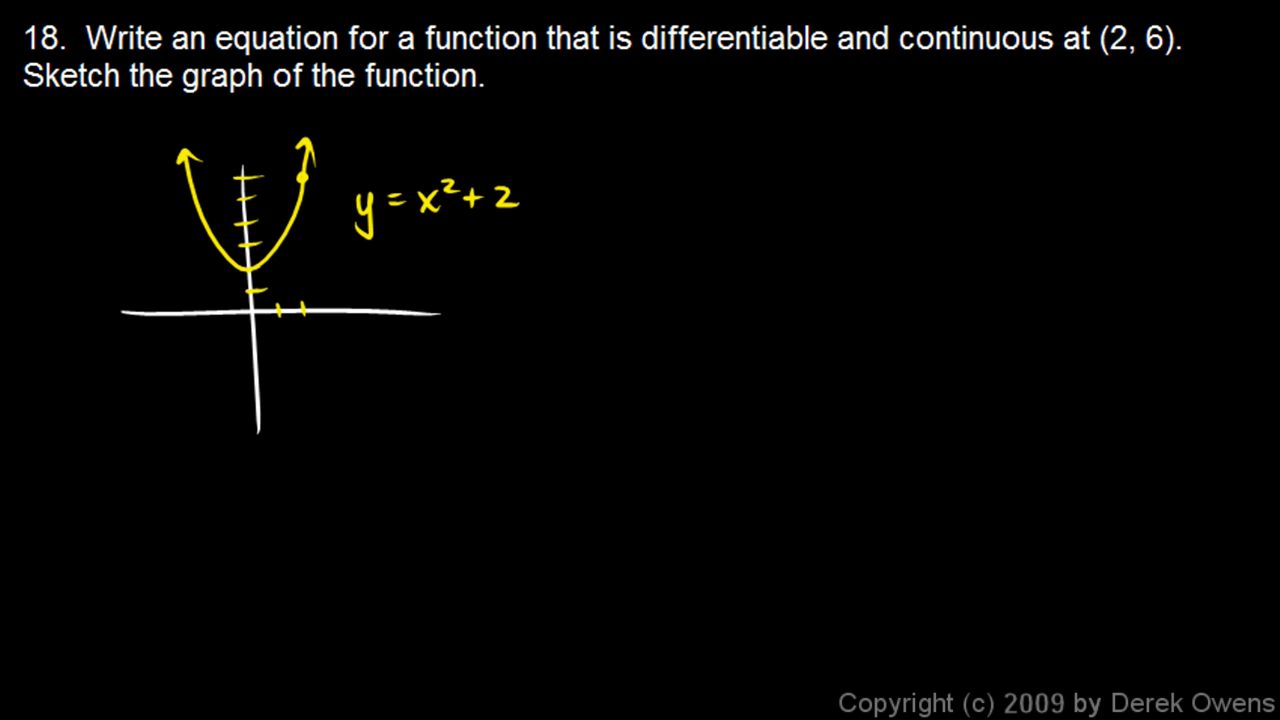 18.  Write an equation for a function that is differentiable and continuous at (2, 6).
Sketch the graph of the function.
y = x² + 2
Copyright (c) 2009 by Derek Owens